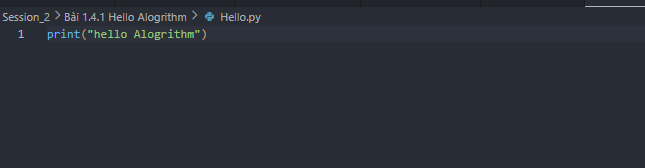 Session_2 > Bài 1.4.1 Hello Alogrithm > Hello.py
1 print("hello Alogrithm")